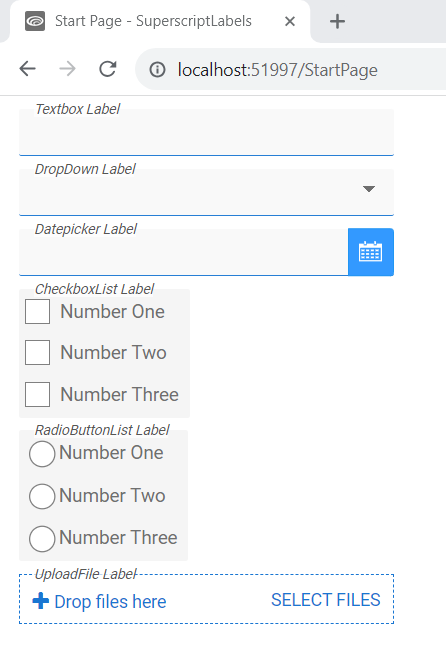 Start Page - SuperscriptLabels
localhost:51997/StartPage
Textbox Label
DropDown Label
Datepicker Label
CheckboxList Label
Number One
Number Two
Number Three
RadioButtonList Label
Number One
Number Two
Number Three
UploadFile Label
Drop files here SELECT FILES